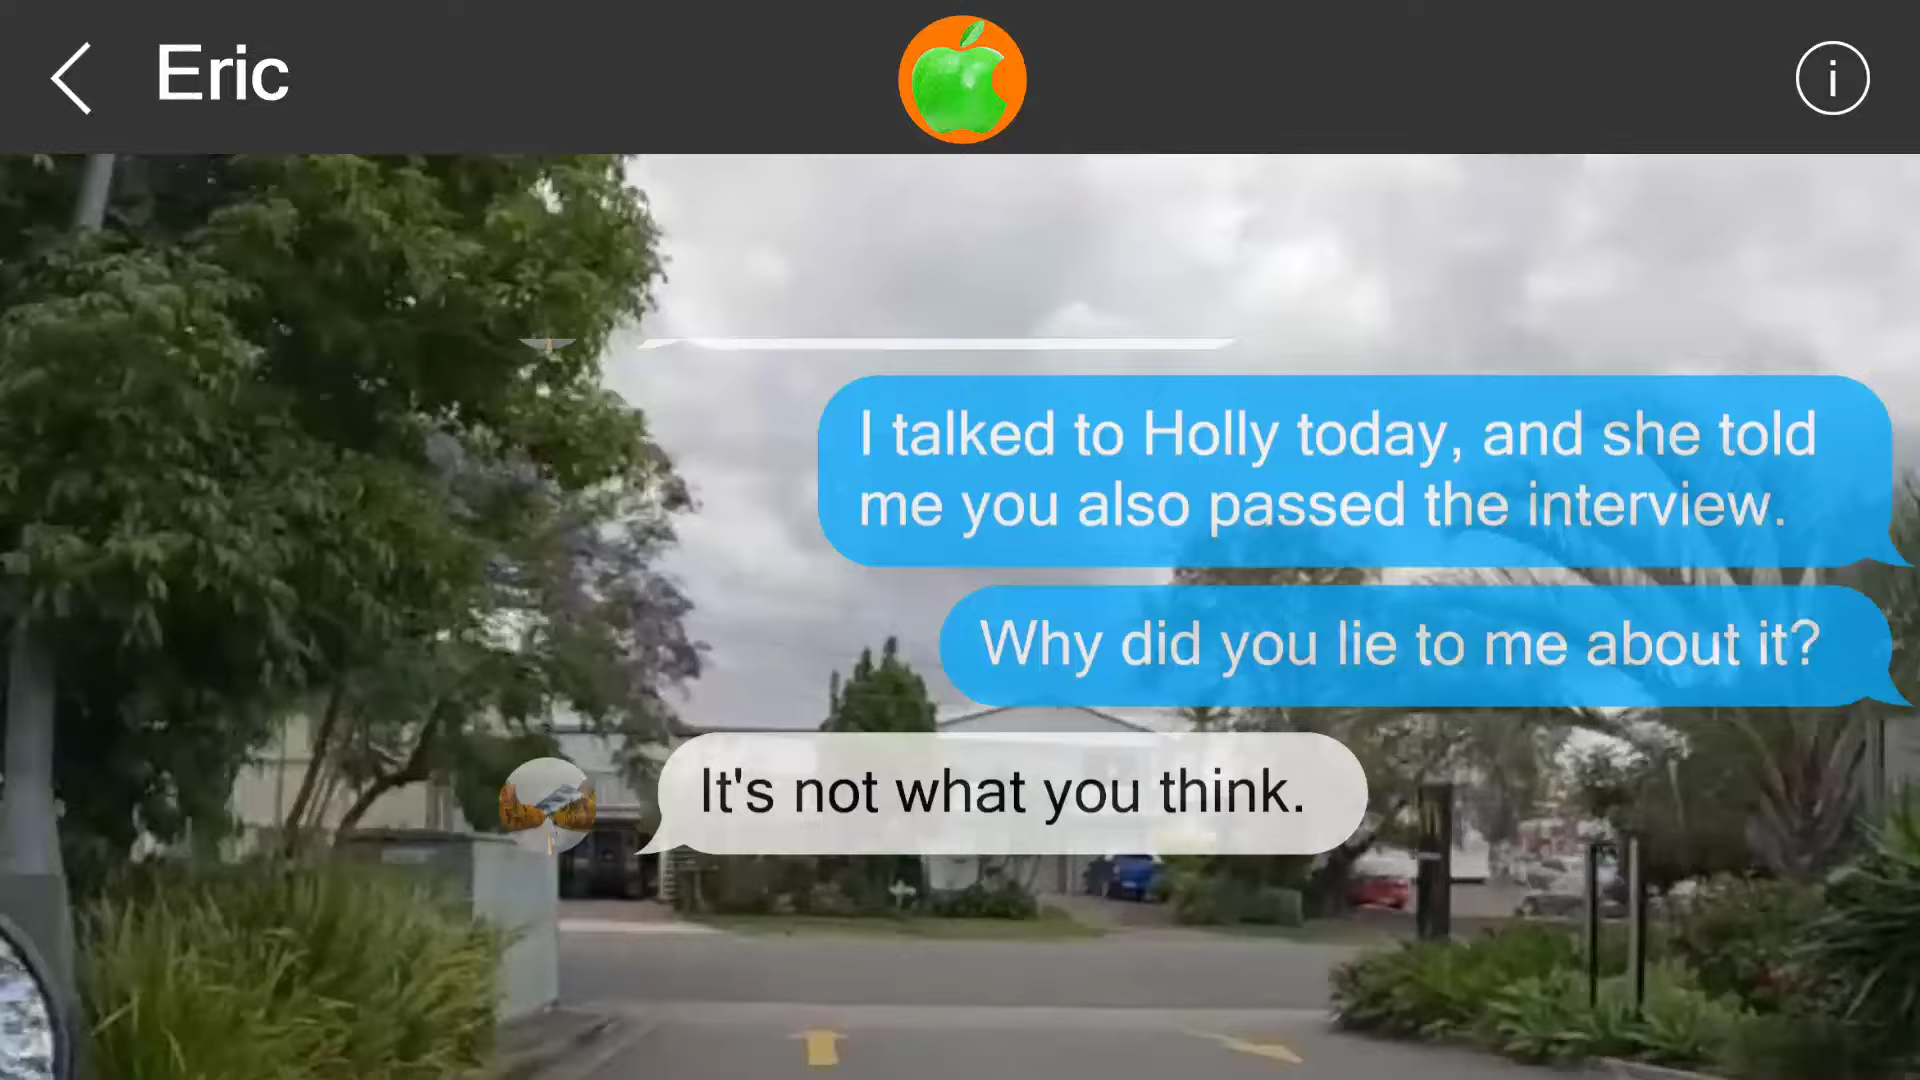 Eric
i
I talked to Holly today, and she told
me you also passed the interview.
Why did you lie to me about it?
It's not what you think.